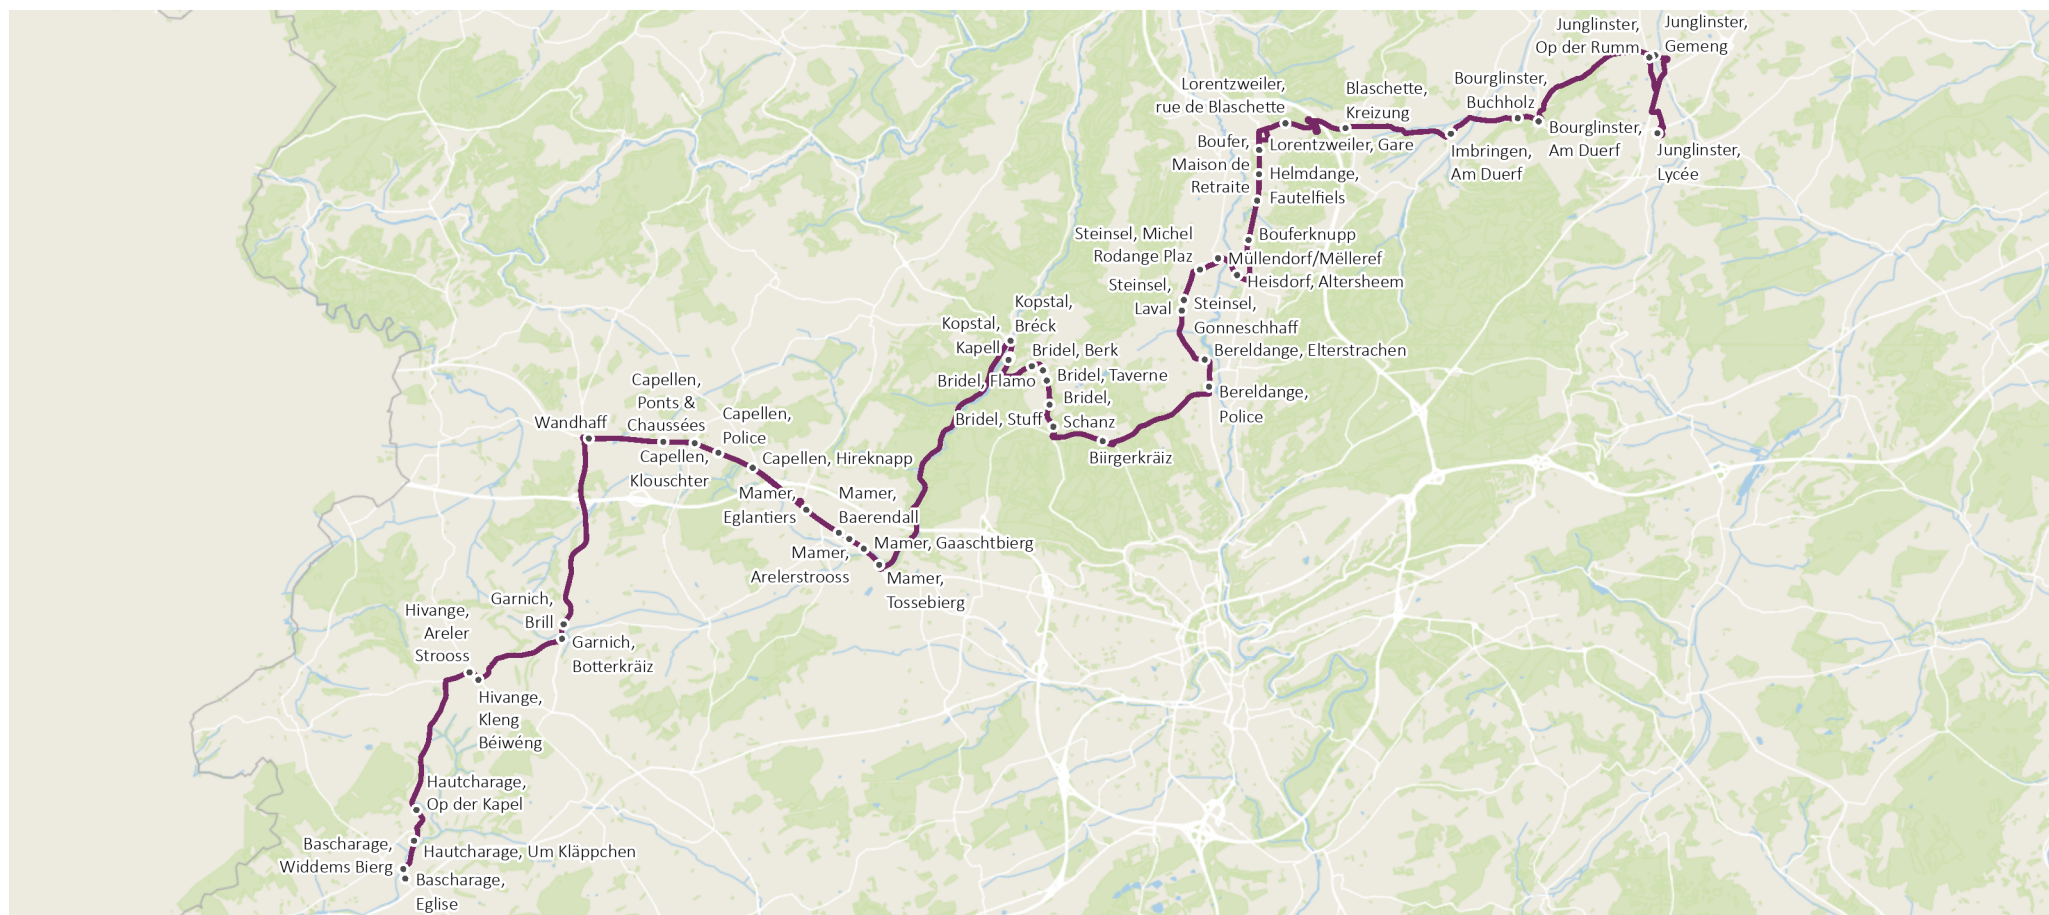 Junglinster,
Op der Rumm
Junglinster,
Gemeng
Bourglinster,
Buchholz
Lorentzweiler,
rue de Blaschette
Blaschette,
Kreizung
Bourglinster,
Am Duerf
Boufer,
Maison de
Retraite
Lorentzweiler, Gare
Imbringen,
Am Duerf
Junglinster,
Lycée
Helmdange,
Fautelfiels
Steinsel, Michel
Rodange Plaz
Bouferknupp
Müllendorf/Mëlleref
Heisdorf, Altersheem
Steinsel,
Laval
Steinsel,
Gonneschhaff
Kopstal,
Bréck
Kopstal,
Kapell
Bridel, Berk
Bereldange, Elterstrachen
Bridel, Flamo
Bridel, Taverne
Bridel,
Schanz
Bereldange,
Police
Bridel, Stuff
Biirgerkräiz
Capellen,
Ponts &
Chaussées
Wandhaff
Capellen,
Police
Capellen,
Klouschter
Capellen, Hireknapp
Mamer,
Eglantiers
Mamer,
Baerendall
Mamer, Gaaschtbierg
Mamer,
Arelerstrooss
Mamer,
Tossebierg
Garnich,
Brill
Hivange,
Areler
Strooss
Garnich,
Botterkräiz
Hivange,
Kleng
Béiwéng
Hautcharage,
Op der Kapel
Bascharage,
Widdems Bierg
Hautcharage, Um Kläppchen
Bascharage,
Eglise